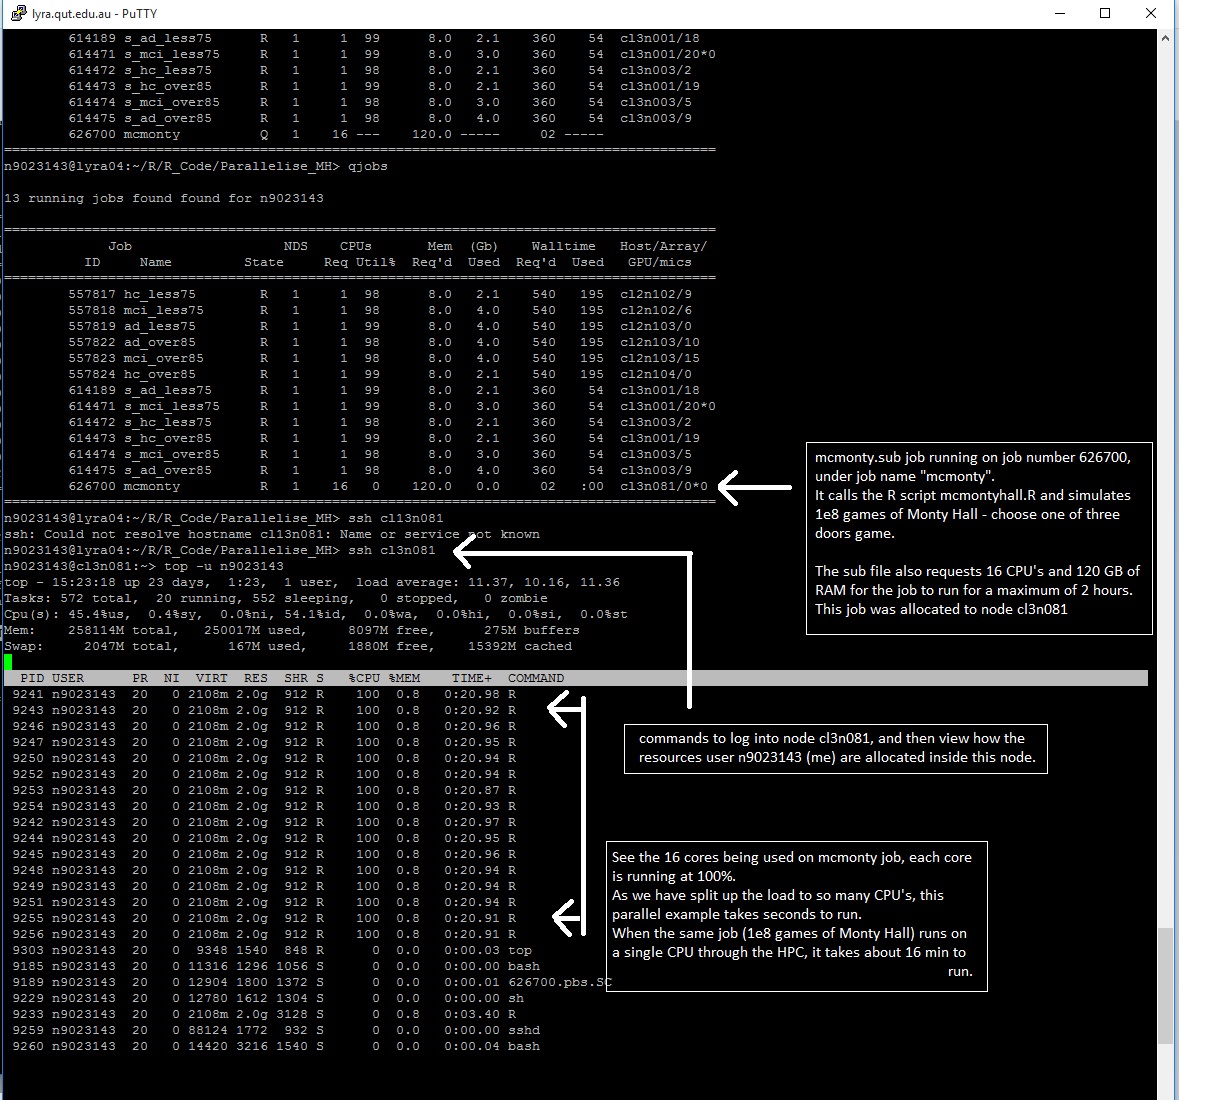 lyra.qut.edu.au - PuTTY
614189 s_ad_less75 R 1 1 99 8.0 2.1 360 54 cl3n001/18
614471 s_mci_less75 R 1 1 99 8.0 3.0 360 54 cl3n001/20*0
614472 s_hc_less75 R 1 1 98 8.0 2.1 360 54 cl3n003/2
614473 s_hc_over85 R 1 1 99 8.0 2.1 360 54 cl3n001/19
614474 s_mci_over85 R 1 1 98 8.0 3.0 360 54 cl3n003/5
614475 s_ad_over85 R 1 1 98 8.0 4.0 360 54 cl3n003/9
626700 mcmonty Q 1 16 --- 120.0 ----- 02 -----
==========================================================================================
n9023143@lyra04:~/R/R_Code/Parallelise_MH> qjobs
13 running jobs found found for n9023143
==========================================================================================
Job NDS CPUs Mem (Gb) Walltime Host/Array/
ID Name State Req Util% Req'd Used Req'd Used GPU/mics
==========================================================================================
557817 hc_less75 R 1 1 98 8.0 2.1 540 195 cl2n102/9
557818 mci_less75 R 1 1 98 8.0 4.0 540 195 cl2n102/6
557819 ad_less75 R 1 1 99 8.0 4.0 540 195 cl2n103/0
557822 ad_over85 R 1 1 98 8.0 4.0 540 195 cl2n103/10
557823 mci_over85 R 1 1 98 8.0 4.0 540 195 cl2n103/15
557824 hc_over85 R 1 1 99 8.0 2.1 540 195 cl2n104/0
614189 s_ad_less75 R 1 1 99 8.0 2.1 360 54 cl3n001/18
614471 s_mci_less75 R 1 1 99 8.0 3.0 360 54 cl3n001/20*0
614472 s_hc_less75 R 1 1 98 8.0 2.1 360 54 cl3n003/2
614473 s_hc_over85 R 1 1 99 8.0 2.1 360 54 cl3n001/19
614474 s_mci_over85 R 1 1 98 8.0 3.0 360 54 cl3n003/5
614475 s_ad_over85 R 1 1 98 8.0 4.0 360 54 cl3n003/9
626700 mcmonty R 1 16 0 120.0 0.0 02 :00 cl3n081/0*0
==========================================================================================
mcmonty.sub job running on job number 626700,
under job name "mcmonty".
It calls the R script mcmontyhall.R and simulates
1e8 games of Monty Hall - choose one of three
doors game.
The sub file also requests 16 CPU's and 120 GB of
RAM for the job to run for a maximum of 2 hours.
This job was allocated to node cl3n081
n9023143@lyra04:~/R/R_Code/Parallelise_MH> ssh cl13n081
ssh: Could not resolve hostname cl13n081: Name or service not known
n9023143@lyra04:~/R/R_Code/Parallelise_MH> ssh cl3n081
n9023143@cl3n081:~> top -u n9023143
top - 15:23:18 up 23 days, 1:23, 1 user, load average: 11.37, 10.16, 11.36
Tasks: 572 total, 20 running, 552 sleeping, 0 stopped, 0 zombie
Cpu(s): 45.4%us, 0.4%sy, 0.0%ni, 54.1%id, 0.0%wa, 0.0%hi, 0.0%si, 0.0%st
Mem: 258114M total, 250017M used, 8097M free, 275M buffers
Swap: 2047M total, 167M used, 1880M free, 15392M cached
PID USER PR NI VIRT RES SHR S %CPU %MEM TIME+ COMMAND
9241 n9023143 20 0 2108m 2.0g 912 R 100 0.8 0:20.98 R
9243 n9023143 20 0 2108m 2.0g 912 R 100 0.8 0:20.92 R
9246 n9023143 20 0 2108m 2.0g 912 R 100 0.8 0:20.96 R
9247 n9023143 20 0 2108m 2.0g 912 R 100 0.8 0:20.95 R
9250 n9023143 20 0 2108m 2.0g 912 R 100 0.8 0:20.94 R
9252 n9023143 20 0 2108m 2.0g 912 R 100 0.8 0:20.94 R
9253 n9023143 20 0 2108m 2.0g 912 R 100 0.8 0:20.87 R
9254 n9023143 20 0 2108m 2.0g 912 R 100 0.8 0:20.93 R
9242 n9023143 20 0 2108m 2.0g 912 R 100 0.8 0:20.97 R
9244 n9023143 20 0 2108m 2.0g 912 R 100 0.8 0:20.95 R
9245 n9023143 20 0 2108m 2.0g 912 R 100 0.8 0:20.96 R
9248 n9023143 20 0 2108m 2.0g 912 R 100 0.8 0:20.94 R
9249 n9023143 20 0 2108m 2.0g 912 R 100 0.8 0:20.94 R
9251 n9023143 20 0 2108m 2.0g 912 R 100 0.8 0:20.94 R
9255 n9023143 20 0 2108m 2.0g 912 R 100 0.8 0:20.91 R
9256 n9023143 20 0 2108m 2.0g 912 R 100 0.8 0:20.91 R
9303 n9023143 20 0 9348 1540 848 R 0 0.0 0:00.03 top
9185 n9023143 20 0 11316 1296 1056 S 0 0.0 0:00.00 bash
9189 n9023143 20 0 12904 1800 1372 S 0 0.0 0:00.01 626700.pbs.SC
9229 n9023143 20 0 12780 1612 1304 S 0 0.0 0:00.00 sh
9233 n9023143 20 0 2108m 2.0g 3128 S 0 0.8 0:03.40 R
9259 n9023143 20 0 88124 1772 932 S 0 0.0 0:00.00 sshd
9260 n9023143 20 0 14420 3216 1540 S 0 0.0 0:00.04 bash
commands to log into node cl3n081, and then view how the
resources user n9023143 (me) are allocated inside this node.
See the 16 cores being used on mcmonty job, each core
is running at 100%.
As we have split up the load to so many CPU's, this
parallel example takes seconds to run.
When the same job (1e8 games of Monty Hall) runs on
a single CPU through the HPC, it takes about 16 min to
run.